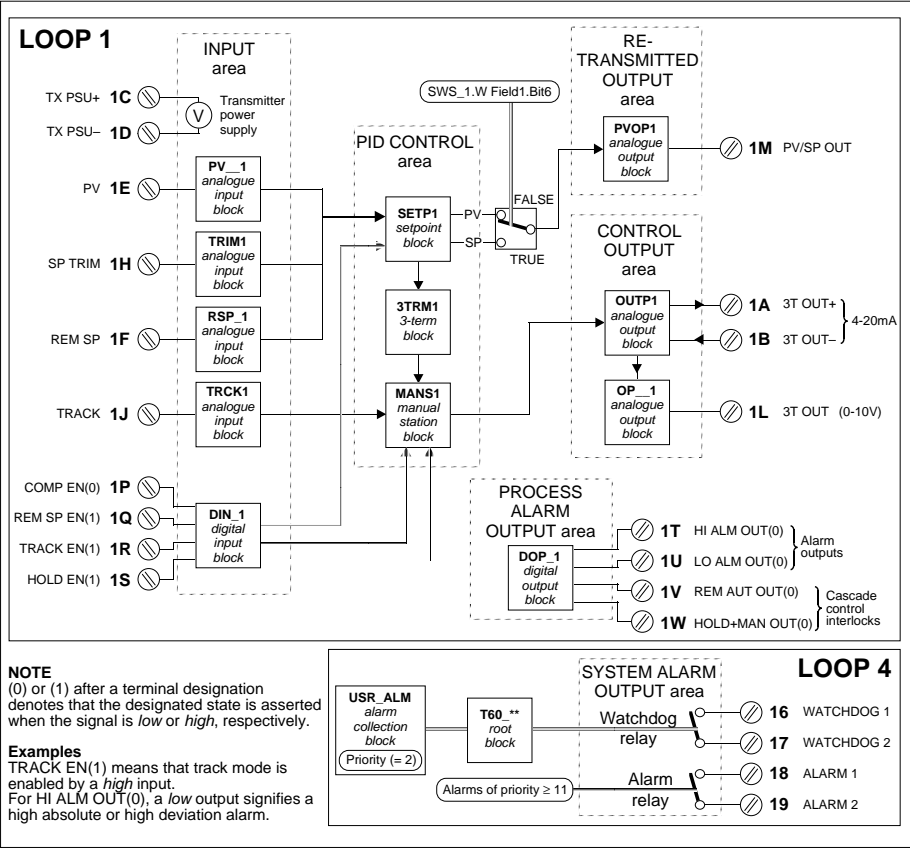 LOOP 1
INPUT
area
TX PSU+ 1C
TX PSU– 1D
V
Transmitter
power
supply
PV 1E
PV__1
analogue
input
block
SP TRIM 1H
TRIM1
analogue
input
block
REM SP 1F
RSP_1
analogue
input
block
TRACK 1J
TRCK1
analogue
input
block
COMP EN(0) 1P
REM SP EN(1) 1Q
TRACK EN(1) 1R
HOLD EN(1) 1S
DIN_1
digital
input
block
PID CONTROL
area
SETP1
setpoint
block
3TRM1
3-term
block
MANS1
manual
station
block
SWS_1.W Field1.Bit6
PV
SP
FALSE
TRUE
RE-
TRANSMITTED
OUTPUT
area
PVOP1
analogue
output
block
1M PV/SP OUT
CONTROL
OUTPUT
area
OUTP1
analogue
output
block
1A 3T OUT+
1B 3T OUT–
4-20mA
OP__1
analogue
output
block
1L 3T OUT (0-10V)
PROCESS
ALARM
OUTPUT area
DOP_1
digital
output
block
1T HI ALM OUT(0)
1U LO ALM OUT(0)
Alarm
outputs
1V REM AUT OUT(0)
1W HOLD+MAN OUT(0)
Cascade
control
interlocks
NOTE
(0) or (1) after a terminal designation
denotes that the designated state is asserted
when the signal is low or high, respectively.
Examples
TRACK EN(1) means that track mode is
enabled by a high input.
For HI ALM OUT(0), a low output signifies a
high absolute or high deviation alarm.
LOOP 4
USR_ALM
alarm
collection
block
Priority (= 2)
T60_**
root
block
SYSTEM ALARM
OUTPUT area
Watchdog
relay
16 WATCHDOG 1
17 WATCHDOG 2
Alarms of priority ≥ 11
Alarm
relay
18 ALARM 1
19 ALARM 2